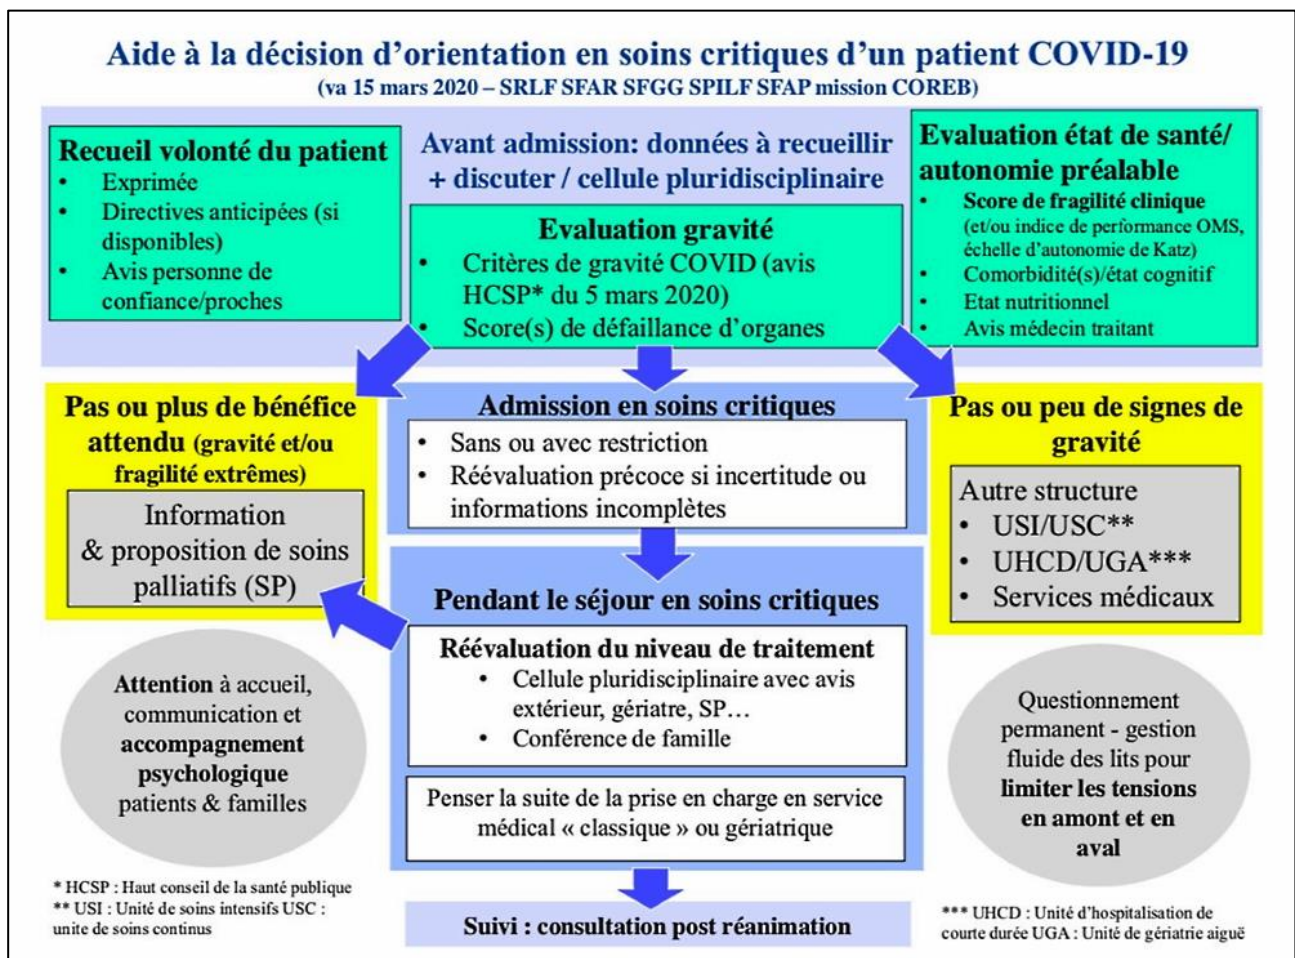 Aide à la décision d'orientation en soins critiques d'un patient COVID-19
(va 15 mars 2020 – SRLF SFAR SFGG SPILF SFAP mission COREB)
Recueil volonté du patient
• Exprimée
• Directives anticipées (si
disponibles)
• Avis personne de
confiance/proches
Avant admission: données à recueillir
+ discuter / cellule pluridisciplinaire
Evaluation gravité
• Critères de gravité COVID (avis
HCSP* du 5 mars 2020)
• Score(s) de défaillance d'organes
Evaluation état de santé/
autonomie préalable
• Score de fragilité clinique
(et/ou indice de performance OMS,
échelle d'autonomie de Katz)
• Comorbidité(s)/état cognitif
• Etat nutritionnel
• Avis médecin traitant
Pas ou plus de bénéfice
attendu (gravité et/ou
fragilité extrêmes)
Information
& proposition de soins
palliatifs (SP)
Admission en soins critiques
• Sans ou avec restriction
• Réévaluation précoce si incertitude ou
informations incomplètes
Pas ou peu de signes de
gravité
Autre structure
• USI/USC**
• UHCD/UGA***
• Services médicaux
Pendant le séjour en soins critiques
Réévaluation du niveau de traitement
• Cellule pluridisciplinaire avec avis
extérieur, gériatre, SP…
• Conférence de famille
Penser la suite de la prise en charge en service
médical « classique » ou gériatrique
Attention à accueil,
communication et
accompagnement
psychologique
patients & familles
Questionnement
permanent - gestion
fluide des lits pour
limiter les tensions
en amont et en
aval
Suivi : consultation post réanimation
* HCSP : Haut conseil de la santé publique
** USI : Unité de soins intensifs USC :
unite de soins continus
*** UHCD : Unité d'hospitalisation de
courte durée UGA : Unité de gériatrie aiguë